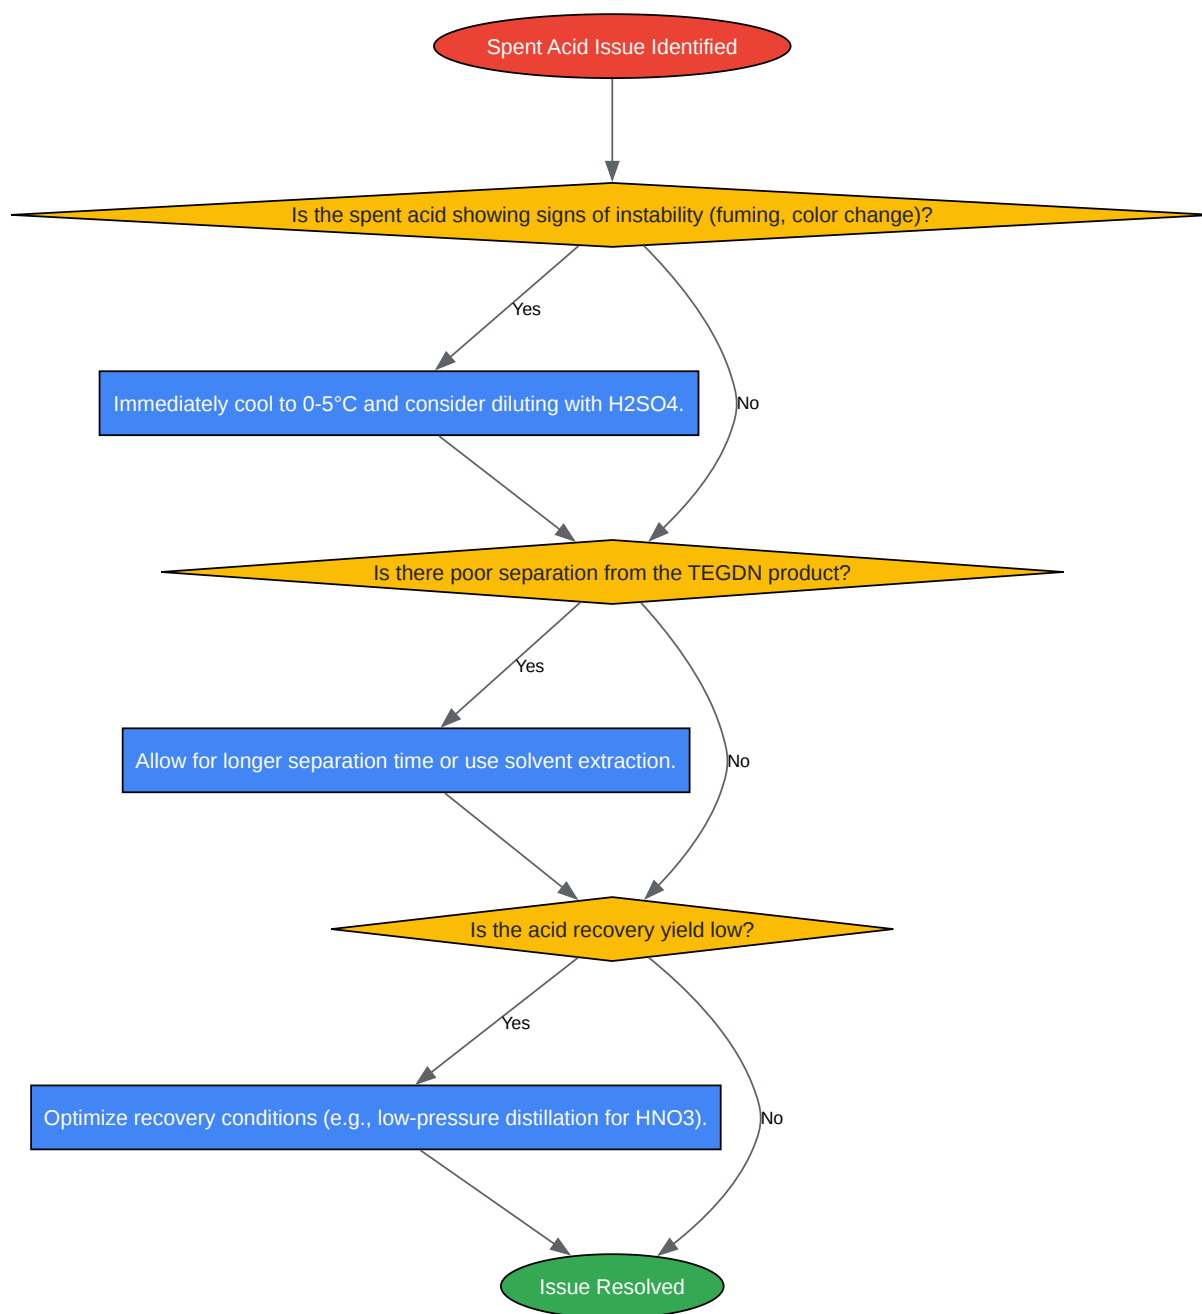 Spent Acid Issue Identified
Is the spent acid showing signs of instability (fuming, color change)?
Yes
Immediately cool to 0-5°C and consider diluting with H2SO4.
No
Is there poor separation from the TEGDN product?
Yes
Allow for longer separation time or use solvent extraction.
No
Is the acid recovery yield low?
Yes
Optimize recovery conditions (e.g., low-pressure distillation for HNO3).
No
Issue Resolved